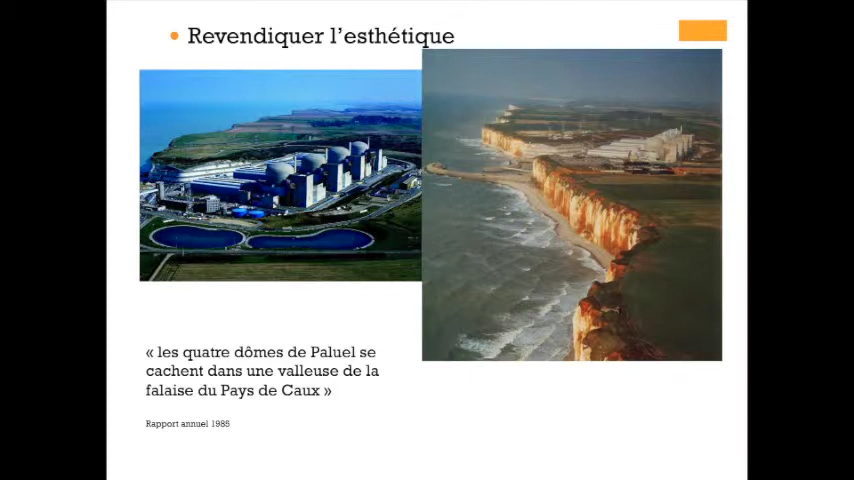 Revendiquer l'esthétique
« les quatre dômes de Paluel se
cachent dans une valleuse de la
falaise du Pays de Caux »
Rapport annuel 1985